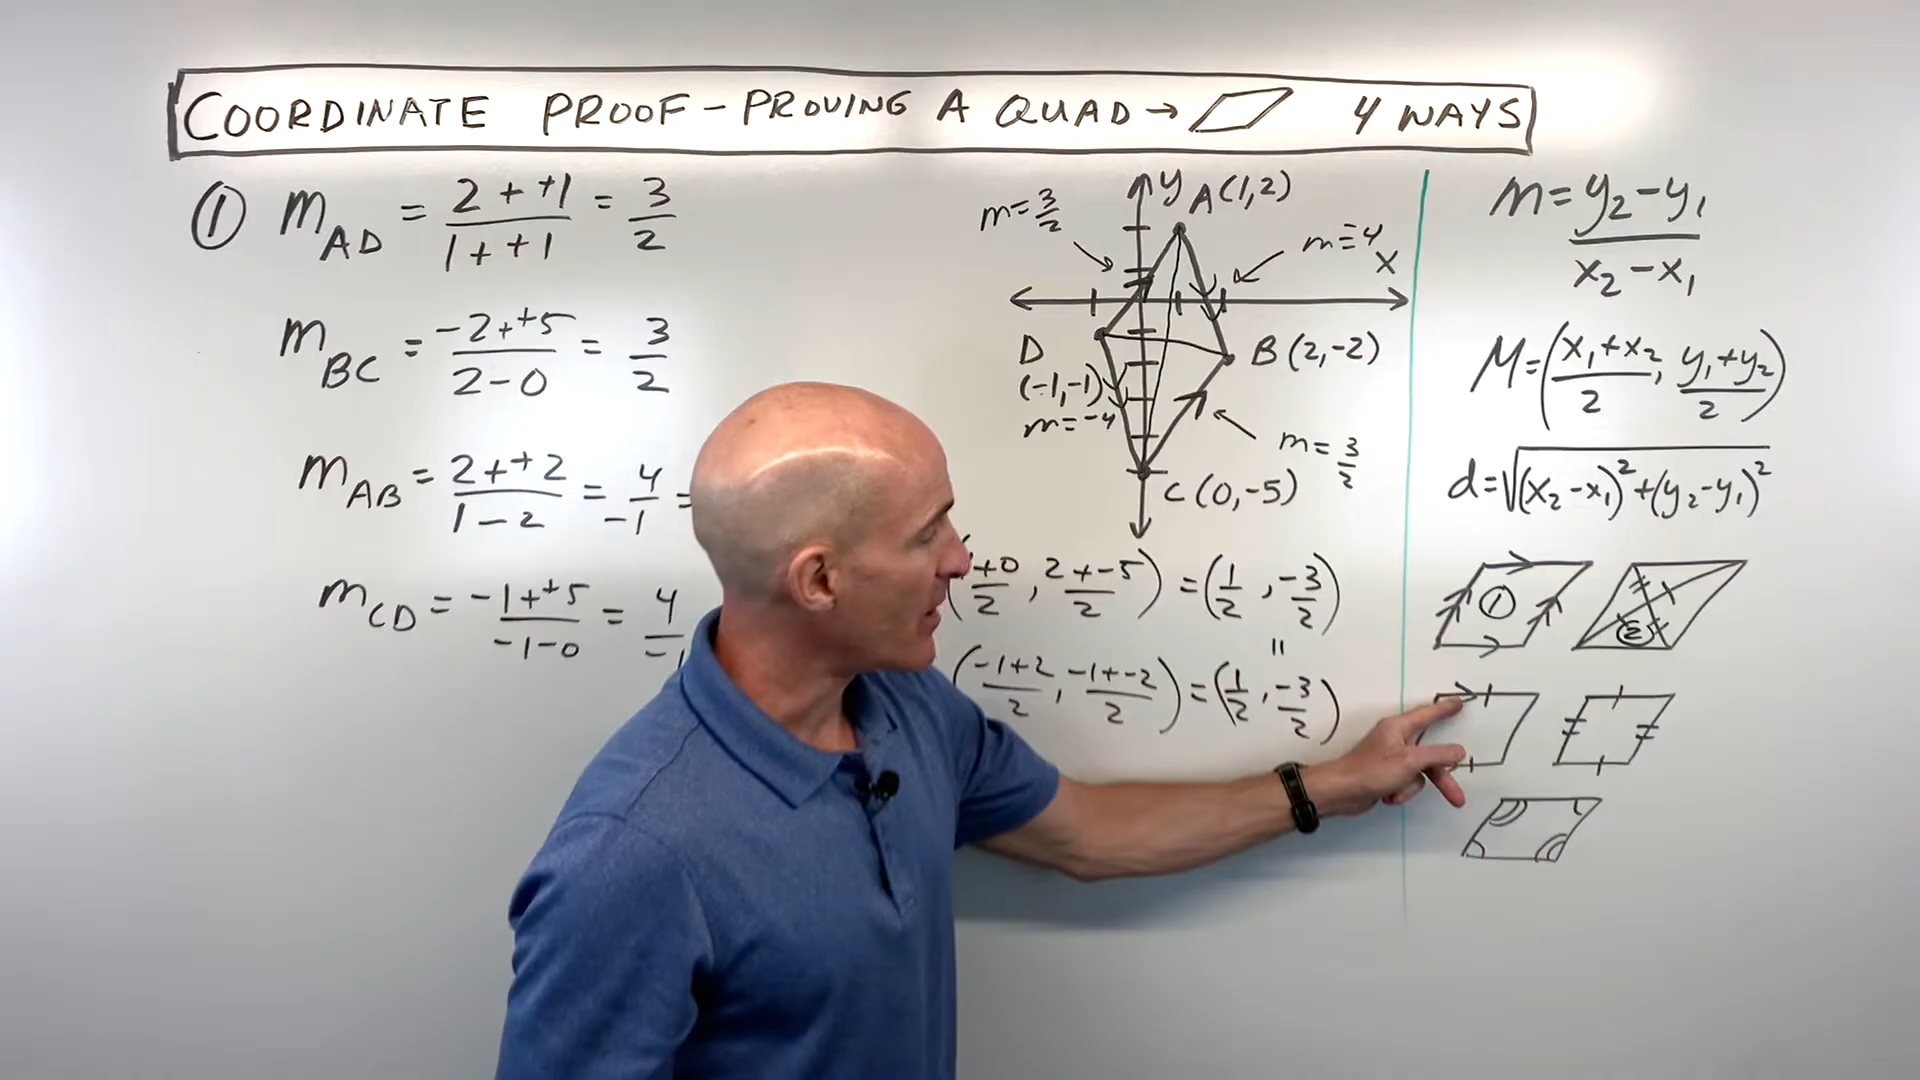 COORDINATE PROOF - PROVING A QUAD → ▱ 4 WAYS
① m_AD = (2 + +1)/(1 + +1) = 3/2
m_BC = (-2 + +5)/(2 - 0) = 3/2
m_AB = (2 + +2)/(1 - 2) = 4/-1 =
m_CD = (-1 + +5)/(-1 - 0) = 4/-1
y
A(1,2)
m = 3/2
m = -4
x
D
(-1,-1)
m = -4
B(2,-2)
m = 3/2
C(0,-5)
+0/2, (2 + -5)/2) = (1/2, -3/2)
=
((-1+2)/2, (-1+-2)/2) = (1/2, -3/2)
m = (y₂ - y₁)/(x₂ - x₁)
M = ((x₁+x₂)/2, (y₁+y₂)/2)
d = √((x₂-x₁)²+(y₂-y₁)²)
①
②